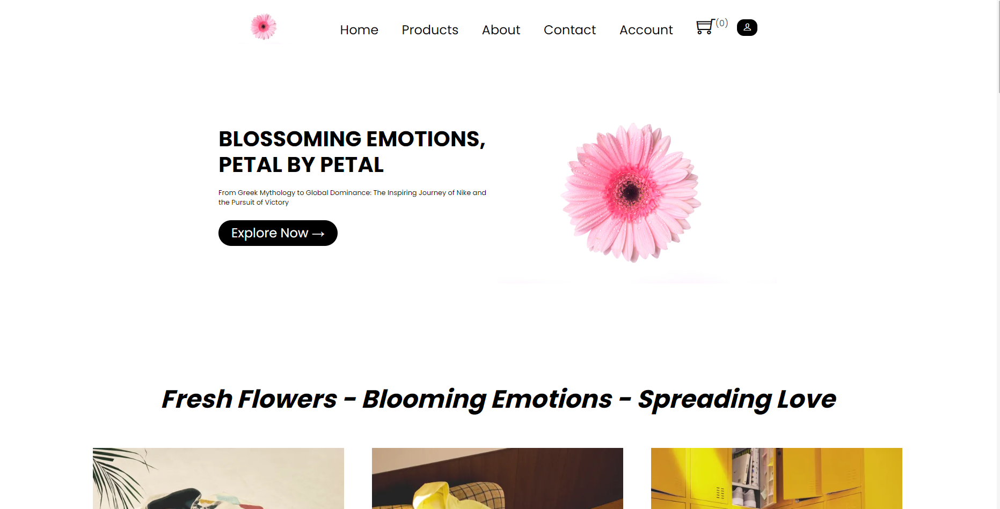 Home Products About Contact Account (0)
BLOSSOMING EMOTIONS,
PETAL BY PETAL
From Greek Mythology to Global Dominance: The Inspiring Journey of Nike and
the Pursuit of Victory
Explore Now →
Fresh Flowers - Blooming Emotions - Spreading Love